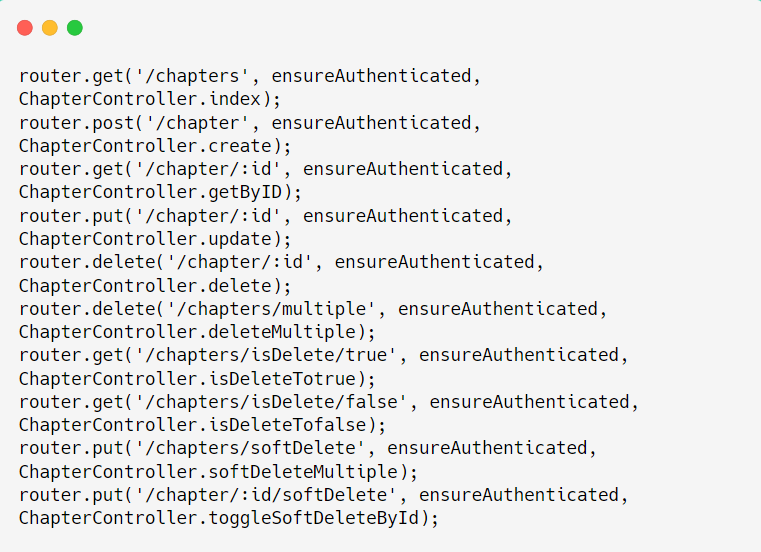 router.get('/chapters', ensureAuthenticated,
ChapterController.index);
router.post('/chapter', ensureAuthenticated,
ChapterController.create);
router.get('/chapter/:id', ensureAuthenticated,
ChapterController.getByID);
router.put('/chapter/:id', ensureAuthenticated,
ChapterController.update);
router.delete('/chapter/:id', ensureAuthenticated,
ChapterController.delete);
router.delete('/chapters/multiple', ensureAuthenticated,
ChapterController.deleteMultiple);
router.get('/chapters/isDelete/true', ensureAuthenticated,
ChapterController.isDeleteTotrue);
router.get('/chapters/isDelete/false', ensureAuthenticated,
ChapterController.isDeleteTofalse);
router.put('/chapters/softDelete', ensureAuthenticated,
ChapterController.softDeleteMultiple);
router.put('/chapter/:id/softDelete', ensureAuthenticated,
ChapterController.toggleSoftDeleteById);